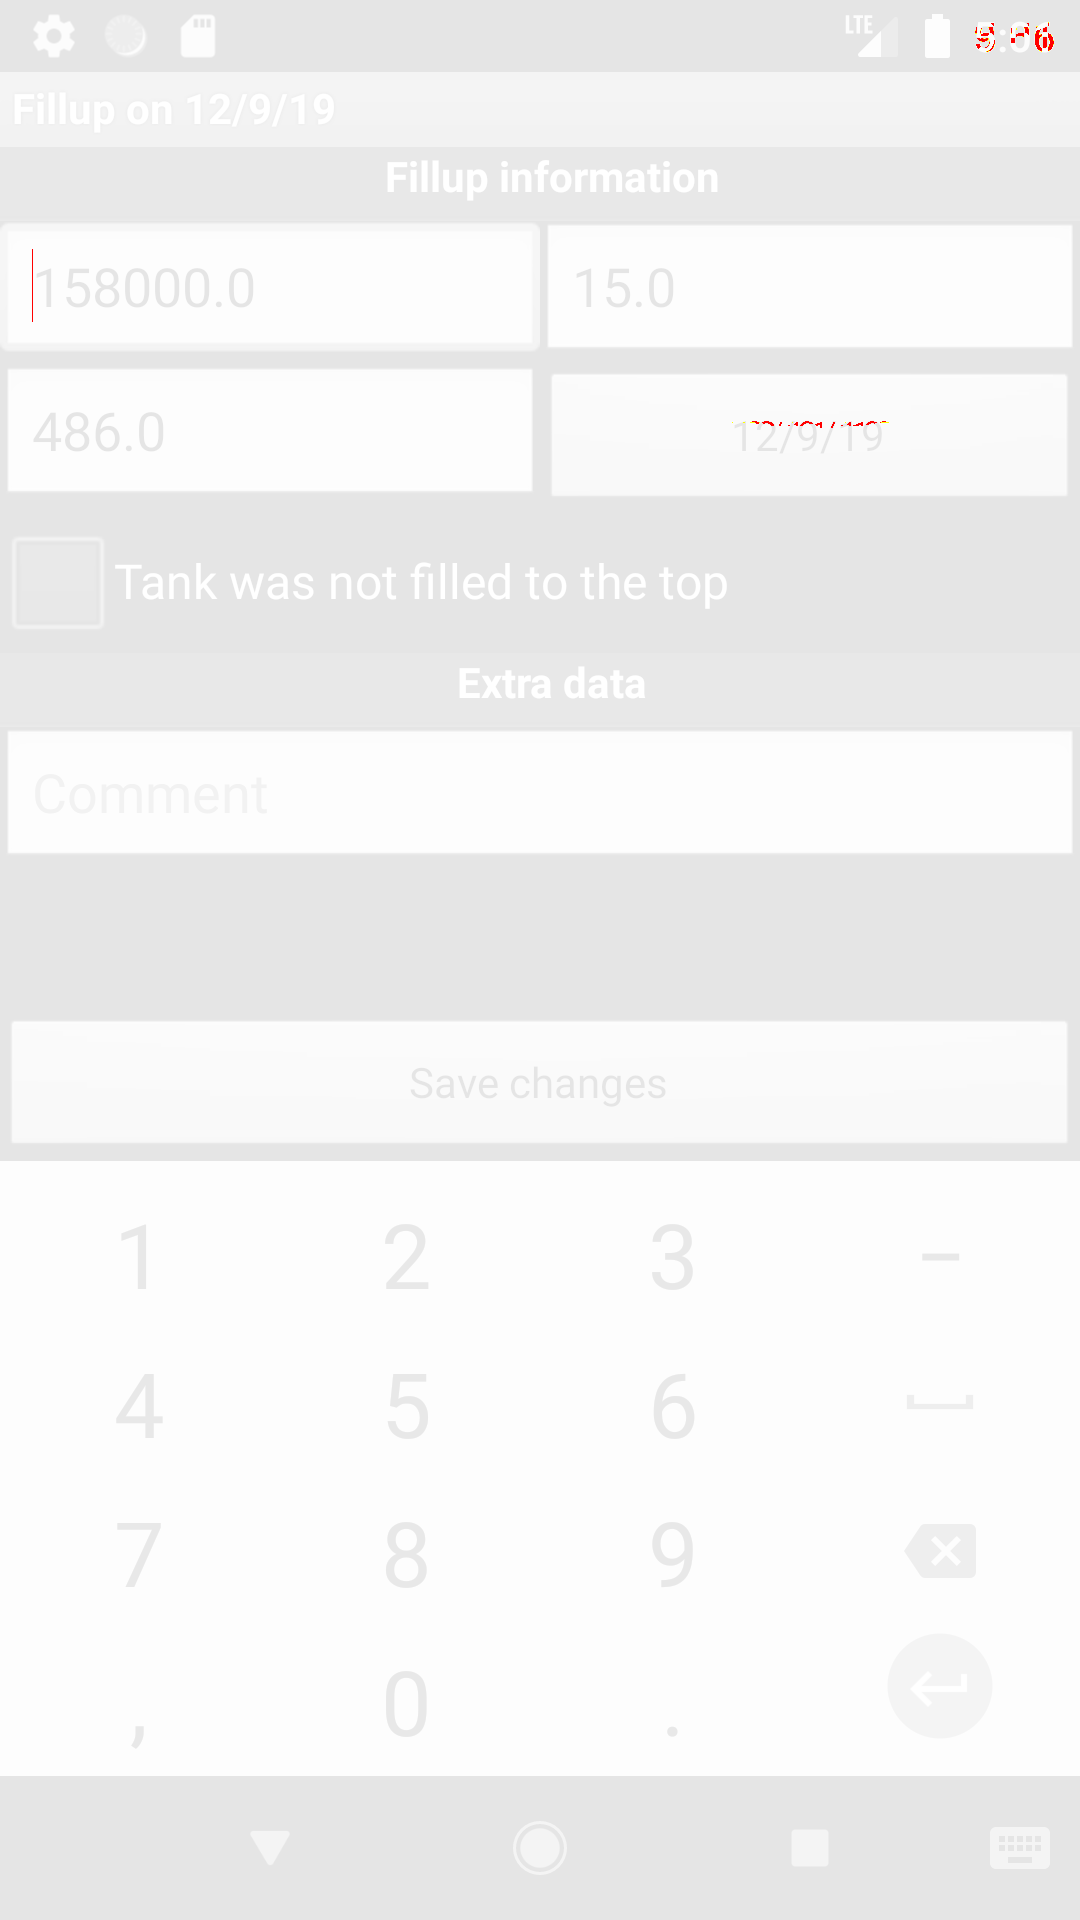 LTE
Fillup on 12/9/19
Fillup information
158000.0 15.0
486.0 12/9/19
Tank was not filled to the top
Extra data
Comment
Save changes
1 2 3 –
4 5 6
7 8 9
, 0 .